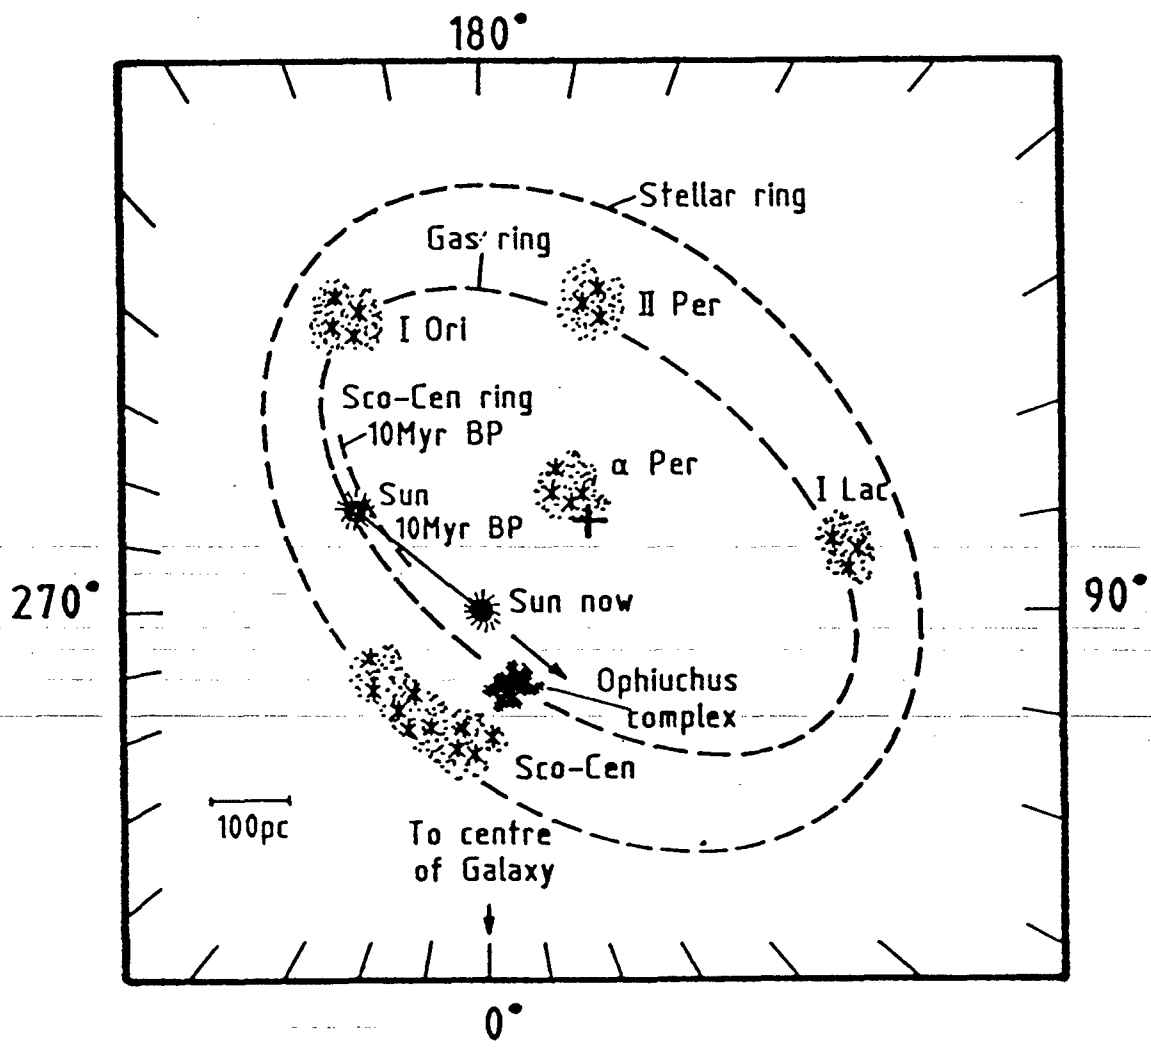 180°
Stellar ring
Gas ring
II Per
I Ori
Sco-Cen ring
10Myr BP
α Per
I Lac
Sun
10Myr BP
270°
90°
Sun now
Ophiuchus
complex
Sco-Cen
100pc
To centre
of Galaxy
0°